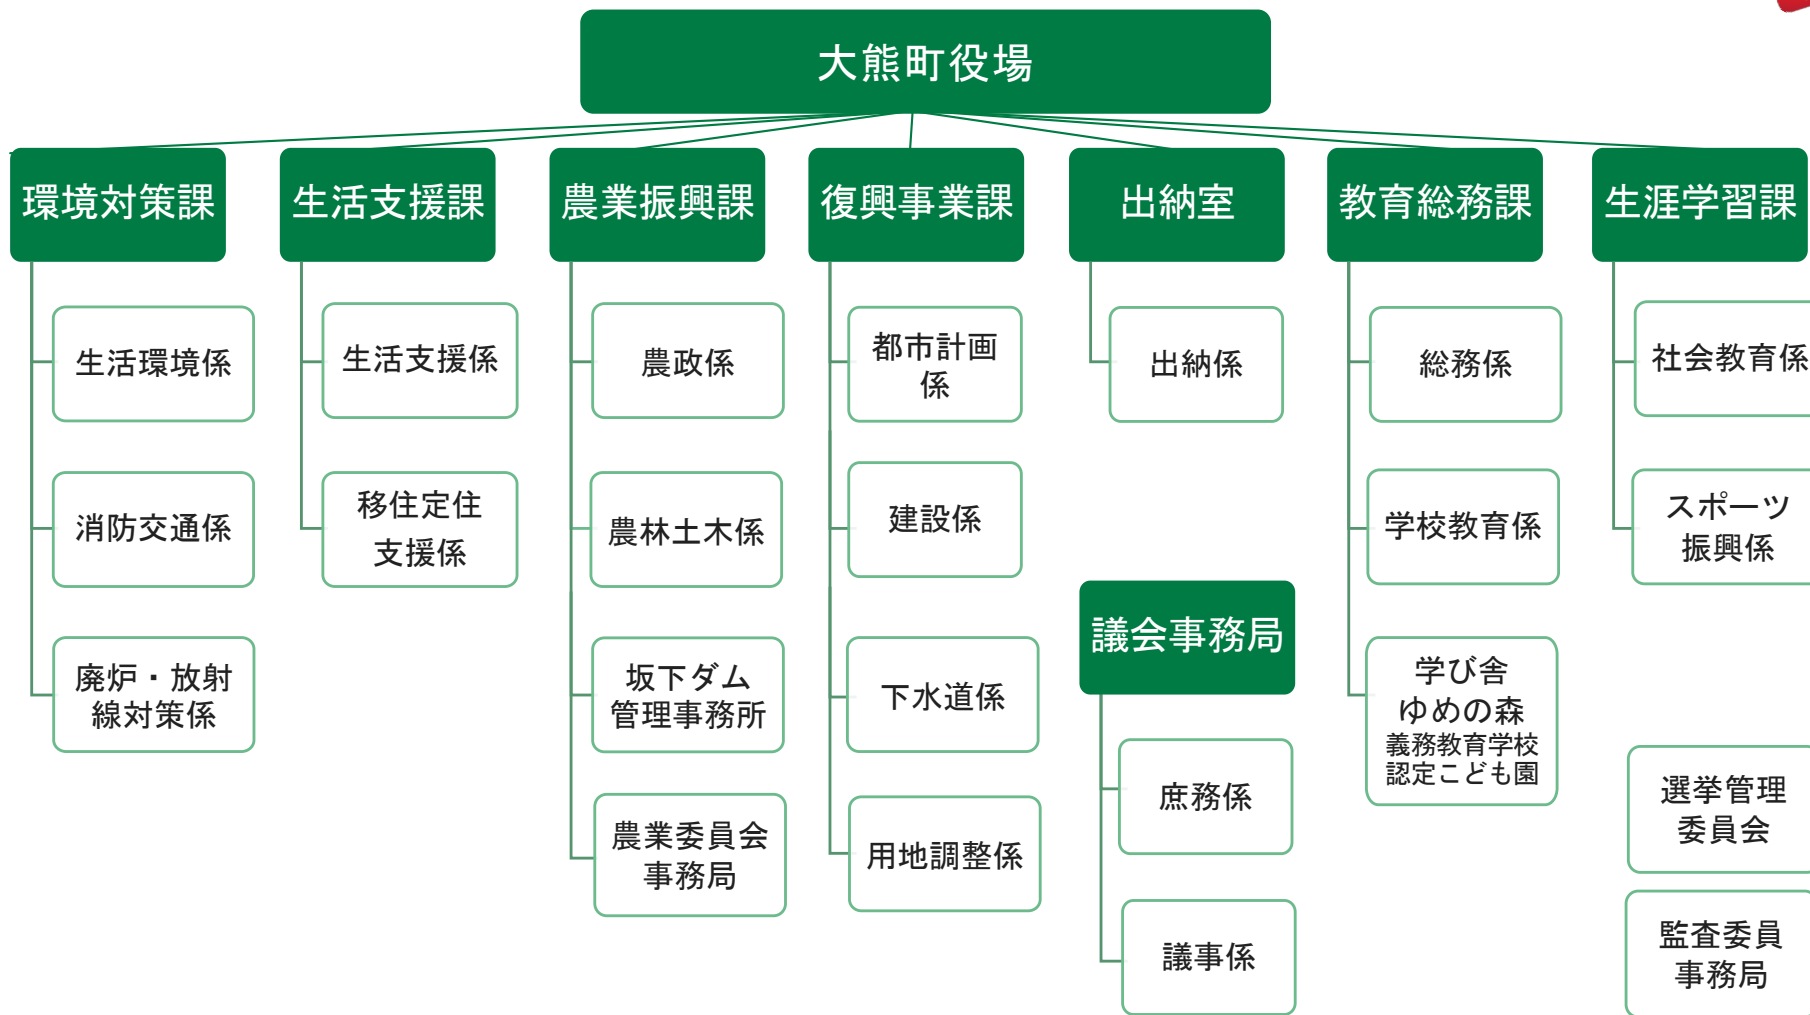 大熊町役場
環境対策課
生活環境係
消防交通係
廃炉・放射
線対策係
生活支援課
生活支援係
移住定住
支援係
農業振興課
農政係
農林土木係
坂下ダム
管理事務所
農業委員会
事務局
復興事業課
都市計画
係
建設係
下水道係
用地調整係
出納室
出納係
議会事務局
庶務係
議事係
教育総務課
総務係
学校教育係
学び舎
ゆめの森
義務教育学校
認定こども園
生涯学習課
社会教育係
スポーツ
振興係
選挙管理
委員会
監査委員
事務局